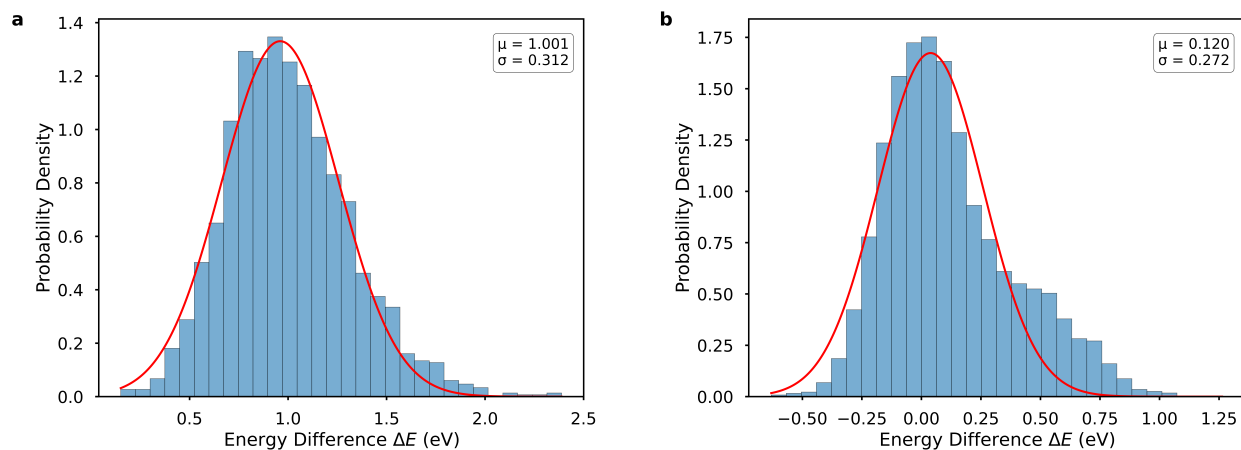 a
1.4
1.2
1.0
0.8
0.6
0.4
0.2
0.0
Probability Density
μ = 1.001
σ = 0.312
0.5 1.0 1.5 2.0 2.5
Energy Difference ΔE (eV)
b
1.75
1.50
1.25
1.00
0.75
0.50
0.25
0.00
Probability Density
μ = 0.120
σ = 0.272
−0.50 −0.25 0.00 0.25 0.50 0.75 1.00 1.25
Energy Difference ΔE (eV)